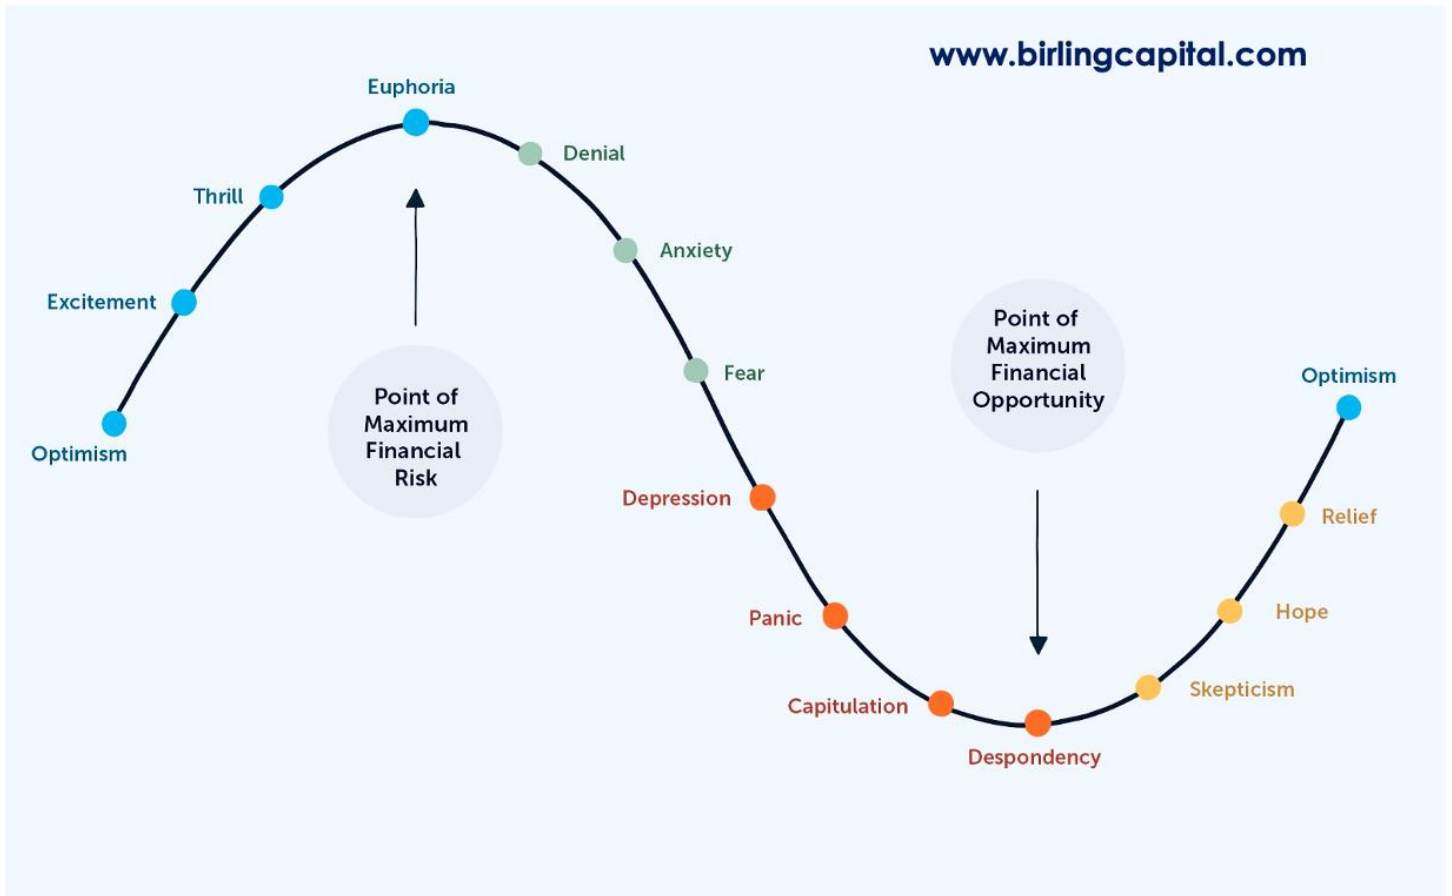 www.birlingcapital.com
Euphoria
Denial
Thrill
Anxiety
Excitement
Point of
Maximum
Financial
Opportunity
Fear
Optimism
Point of
Maximum
Financial
Risk
Optimism
Depression
Relief
Panic
Hope
Skepticism
Capitulation
Despondency